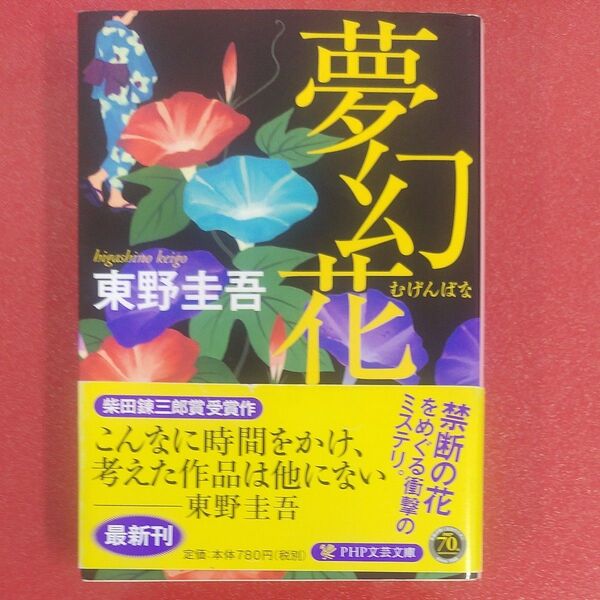 夢幻花
むげんばな
higashino keigo
東野圭吾
柴田錬三郎賞受賞作
こんなに時間をかけ、
考えた作品は他にない
——東野圭吾
禁断の花
をめぐる衝撃の
ミステリ。
最新刊
定価:本体780円(税別)
PHP文芸文庫
70